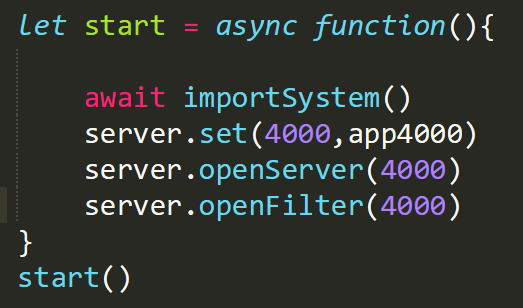 let start = async function(){
await importSystem()
server.set(4000,app4000)
server.openServer(4000)
server.openFilter(4000)
}
start()